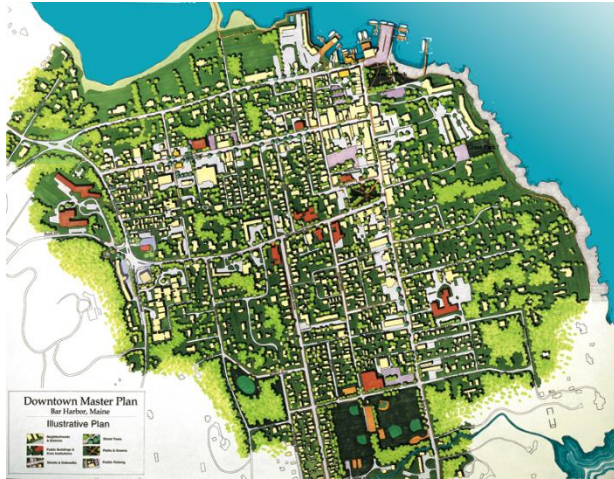 Downtown Master Plan
Bar Harbor, Maine
Illustrative Plan
Neighborhoods
& Districts
Street Trees
Public Buildings &
Civic Institutions
Parks & Greens
Streets & Sidewalks
Public Parking